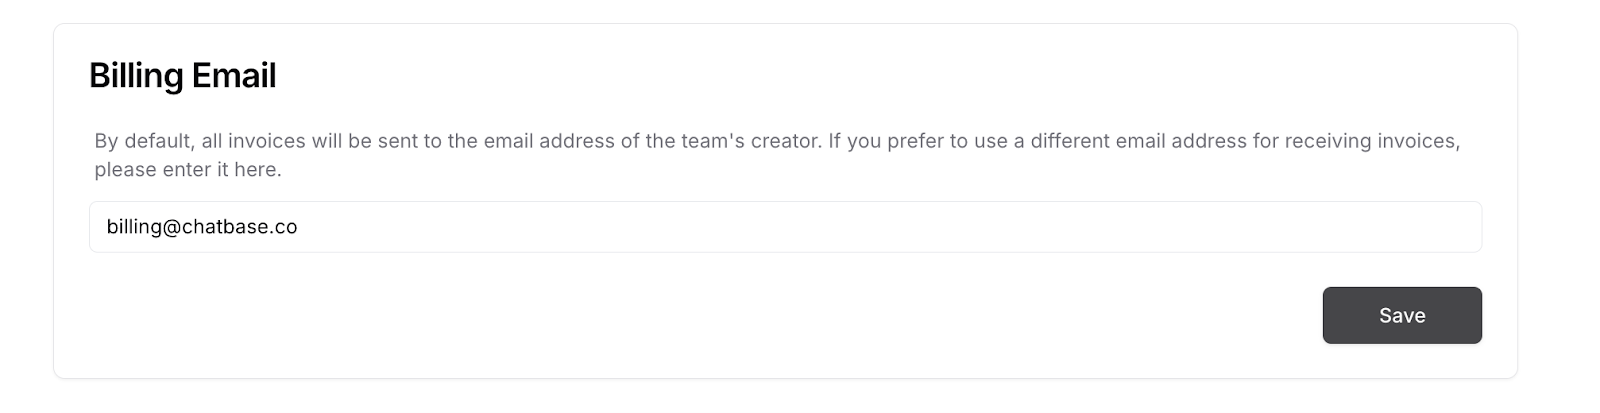 Billing Email
By default, all invoices will be sent to the email address of the team's creator. If you prefer to use a different email address for receiving invoices,
please enter it here.
billing@chatbase.co
Save